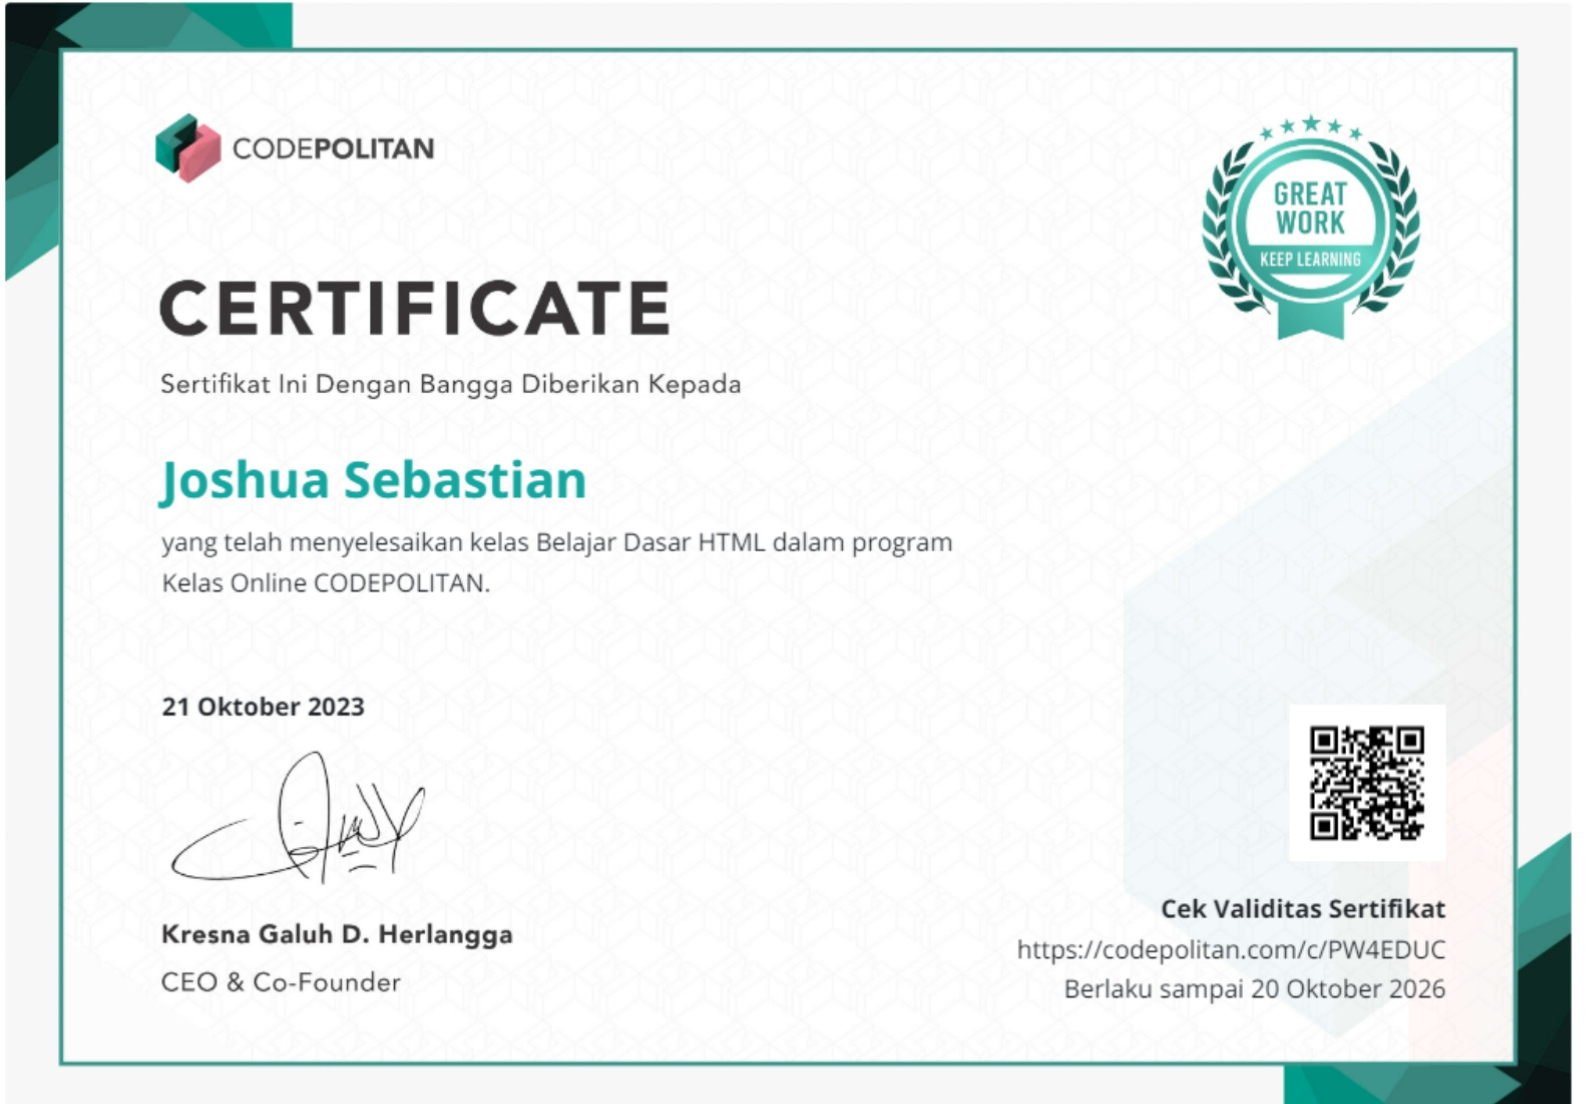 CODEPOLITAN
GREAT
WORK
KEEP LEARNING
CERTIFICATE
Sertifikat Ini Dengan Bangga Diberikan Kepada
Joshua Sebastian
yang telah menyelesaikan kelas Belajar Dasar HTML dalam program
Kelas Online CODEPOLITAN.
21 Oktober 2023
Kresna Galuh D. Herlangga
CEO & Co-Founder
Cek Validitas Sertifikat
https://codepolitan.com/c/PW4EDUC
Berlaku sampai 20 Oktober 2026